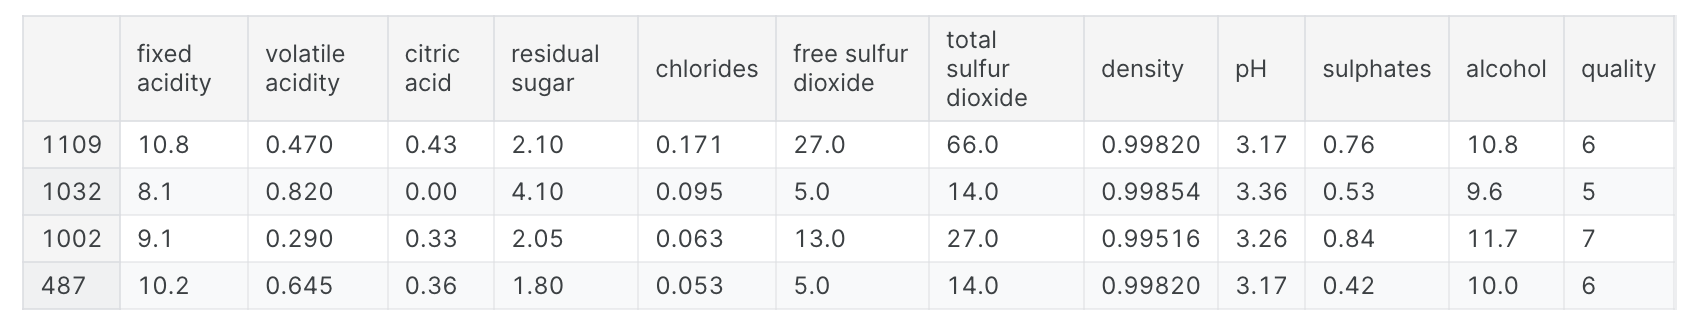 fixed acidity volatile acidity citric acid residual sugar chlorides free sulfur dioxide total sulfur dioxide density pH sulphates alcohol quality
1109 10.8 0.470 0.43 2.10 0.171 27.0 66.0 0.99820 3.17 0.76 10.8 6
1032 8.1 0.820 0.00 4.10 0.095 5.0 14.0 0.99854 3.36 0.53 9.6 5
1002 9.1 0.290 0.33 2.05 0.063 13.0 27.0 0.99516 3.26 0.84 11.7 7
487 10.2 0.645 0.36 1.80 0.053 5.0 14.0 0.99820 3.17 0.42 10.0 6